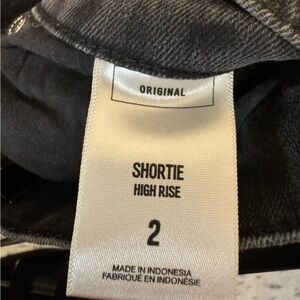 ORIGINAL
SHORTIE
HIGH RISE
2
MADE IN INDONESIA
FABRIQUÉ EN INDONÉSIE